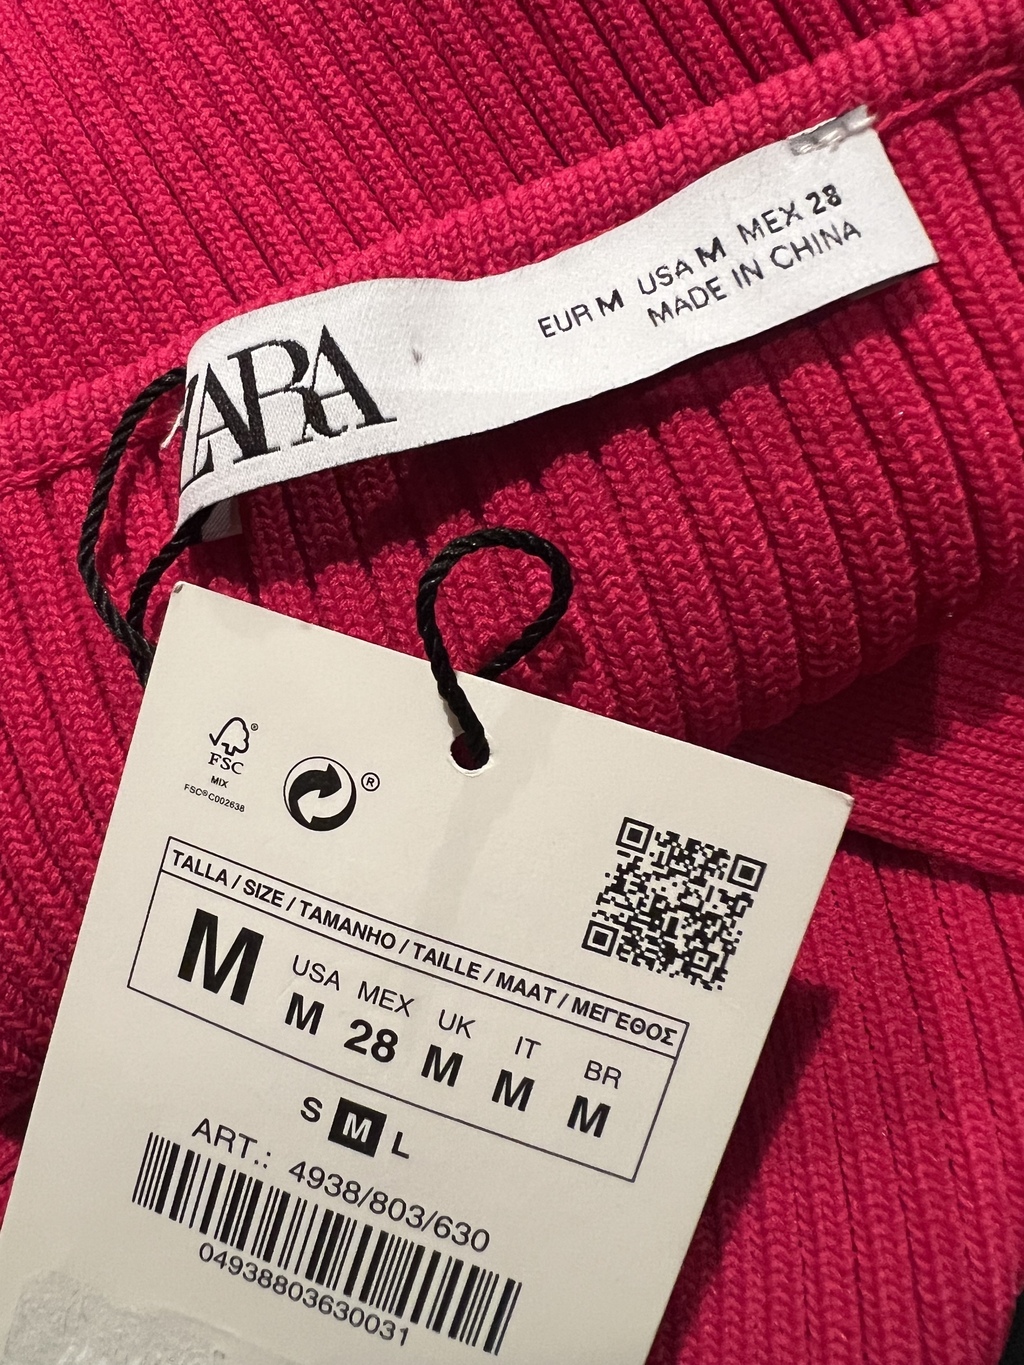 ZARA
EUR M USA M MEX 28
MADE IN CHINA
FSC®
MIX
FSC® C002638
®
TALLA / SIZE / TAMANHO / TAILLE / MAAT / ΜΕΓΕΘΟΣ
M
USA MEX UK IT BR
M 28 M M M
S M L
ART.: 4938/803/630
04938803630031